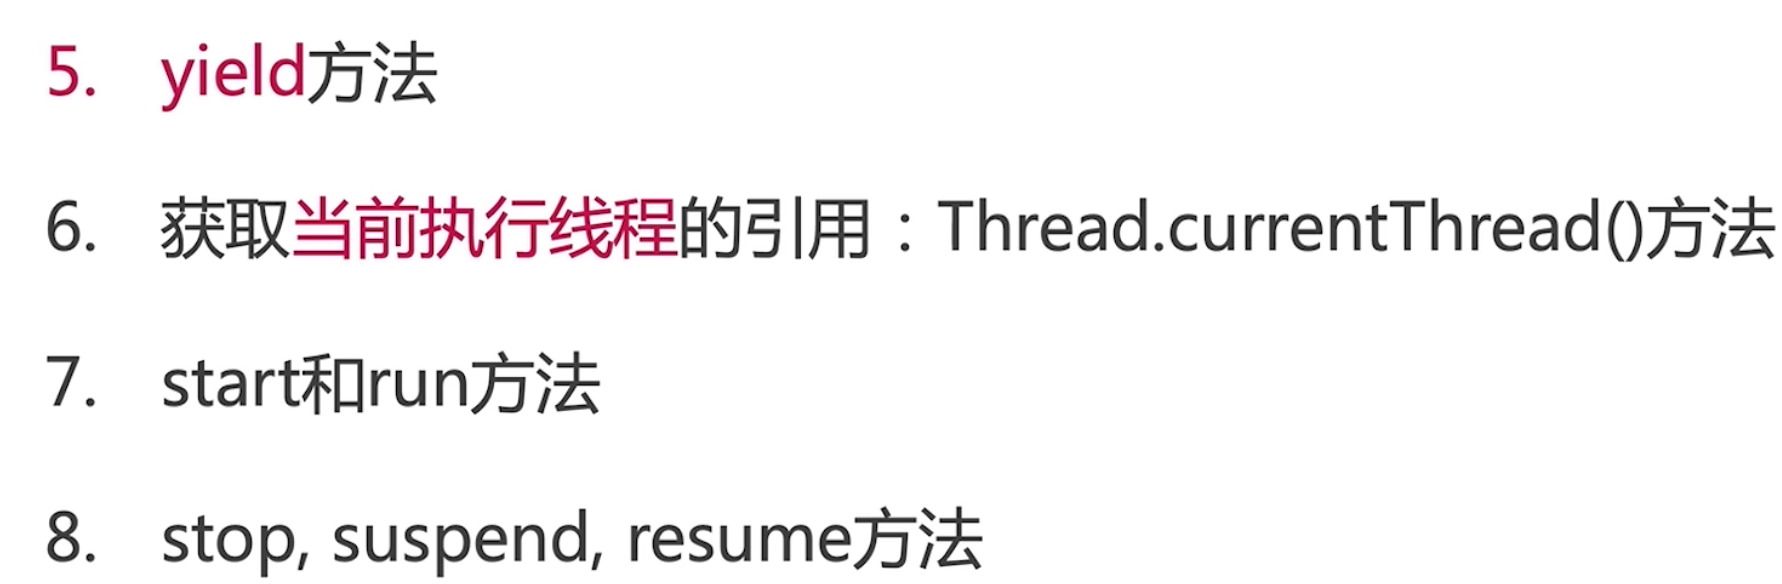 5. yield方法
6. 获取当前执行线程的引用：Thread.currentThread()方法
7. start和run方法
8. stop, suspend, resume方法